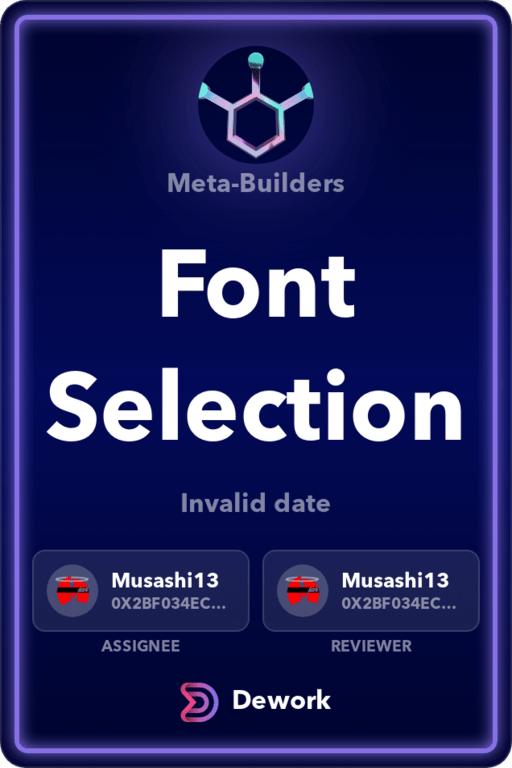 Meta-Builders
Font
Selection
Invalid date
Musashi13
0X2BF034EC...
ASSIGNEE
Musashi13
0X2BF034EC...
REVIEWER
Dework